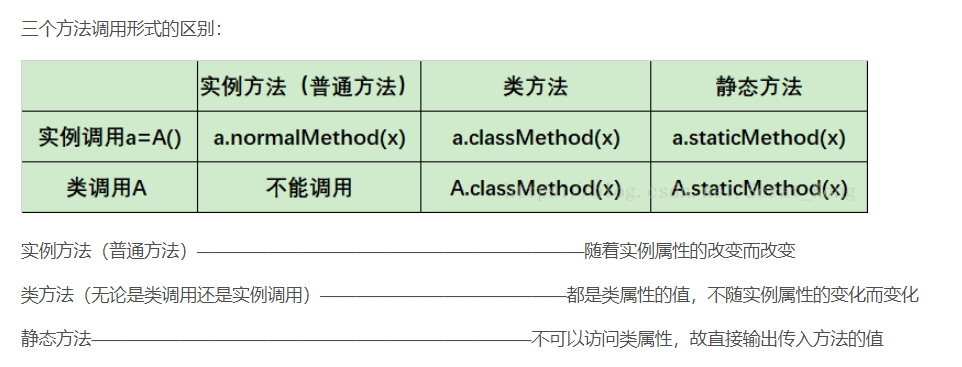 三个方法调用形式的区别：
实例方法（普通方法） 类方法 静态方法
实例调用a=A() a.normalMethod(x) a.classMethod(x) a.staticMethod(x)
类调用A 不能调用 A.classMethod(x) A.staticMethod(x)
实例方法（普通方法）——————————————————————随着实例属性的改变而改变
类方法（无论是类调用还是实例调用）——————————————都是类属性的值，不随实例属性的变化而变化
静态方法—————————————————————————不可以访问类属性，故直接输出传入方法的值